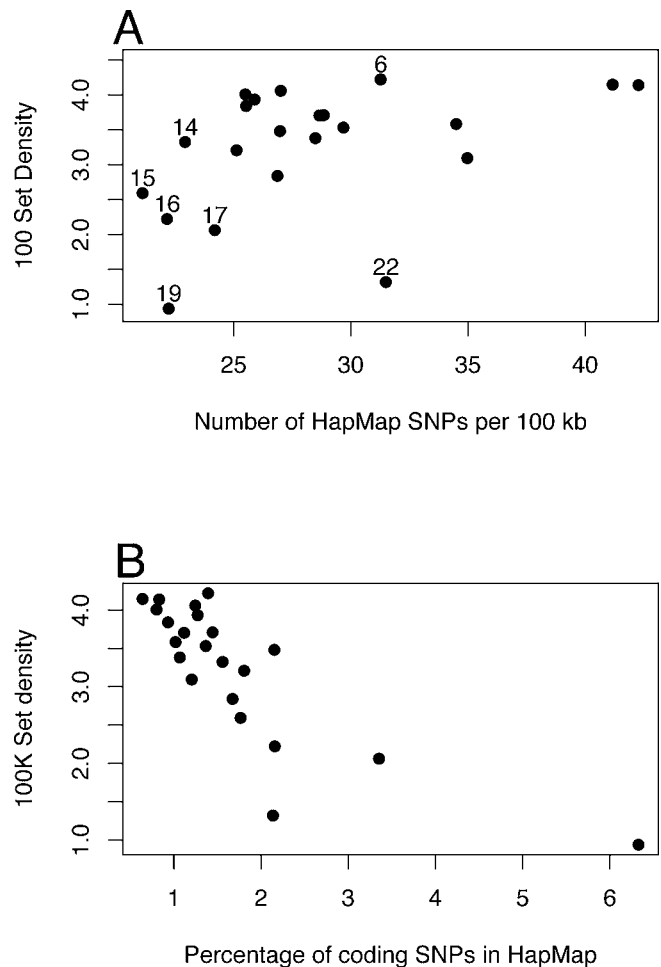 A
100 Set Density
4.0
3.0
2.0
1.0
6
14
15
16
17
22
19
25 30 35 40
Number of HapMap SNPs per 100 kb
B
100K Set density
4.0
3.0
2.0
1.0
1 2 3 4 5 6
Percentage of coding SNPs in HapMap